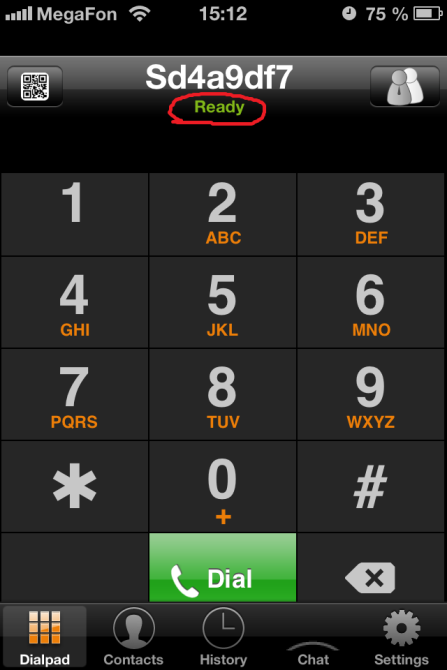 MegaFon 15:12 75 %
Sd4a9df7
Ready
1 2 3
ABC DEF
4 5 6
GHI JKL MNO
7 8 9
PQRS TUV WXYZ
* 0 #
+
Dial
Dialpad Contacts History Chat Settings